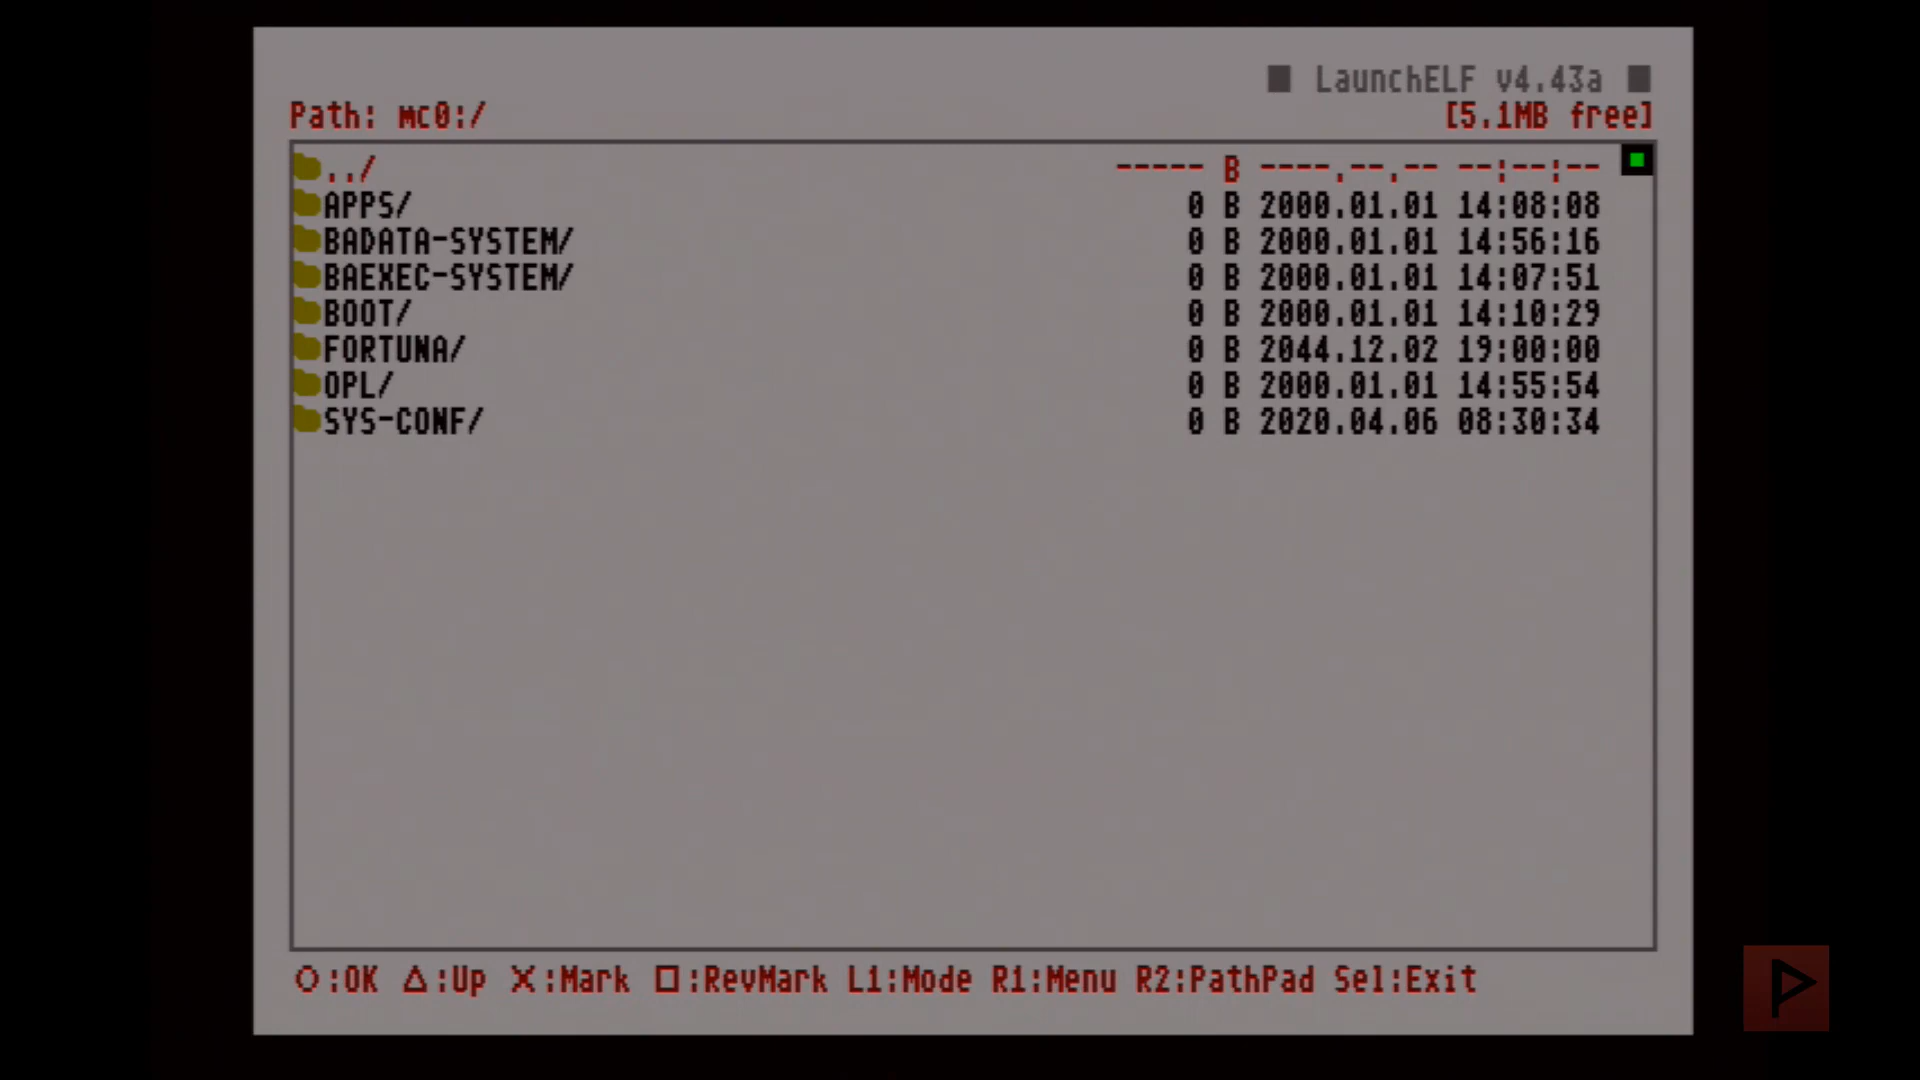 ■ LaunchELF v4.43a ■
Path: mc0:/ [5.1MB free]
../ ----- B ----.--.-- --:--:--
APPS/ 0 B 2000.01.01 14:08:08
BADATA-SYSTEM/ 0 B 2000.01.01 14:56:16
BAEXEC-SYSTEM/ 0 B 2000.01.01 14:07:51
BOOT/ 0 B 2000.01.01 14:10:29
FORTUNA/ 0 B 2044.12.02 19:00:00
OPL/ 0 B 2000.01.01 14:55:54
SYS-CONF/ 0 B 2020.04.06 08:30:34
○:OK △:Up X:Mark □:RevMark L1:Mode R1:Menu R2:PathPad Sel:Exit